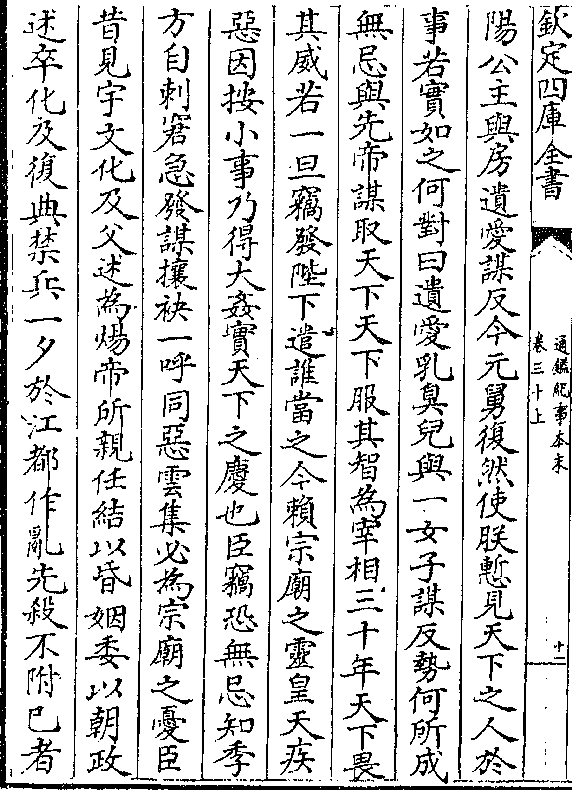 欽定四庫全書
通鑑紀事本末
卷三十上
十二
陽公主與房遺愛謀反今元舅復然使朕慙見天下之人於
事若實如之何對曰遺愛乳臭兒與一女子謀反勢何所成
無忌與先帝謀取天下天下服其智為宰相三十年天下畏
其威若一旦竊發陛下遣誰當之今賴宗廟之靈皇天疾
惡因按小事乃得大姦實天下之慶也臣竊恐無忌知季
方自刺窘急發謀攘袂一呼同惡雲集必為宗廟之憂臣
昔見宇文化及父述為煬帝所親任結以昏姻委以朝政
述卒化及復典禁兵一夕於江都作亂先殺不附已者